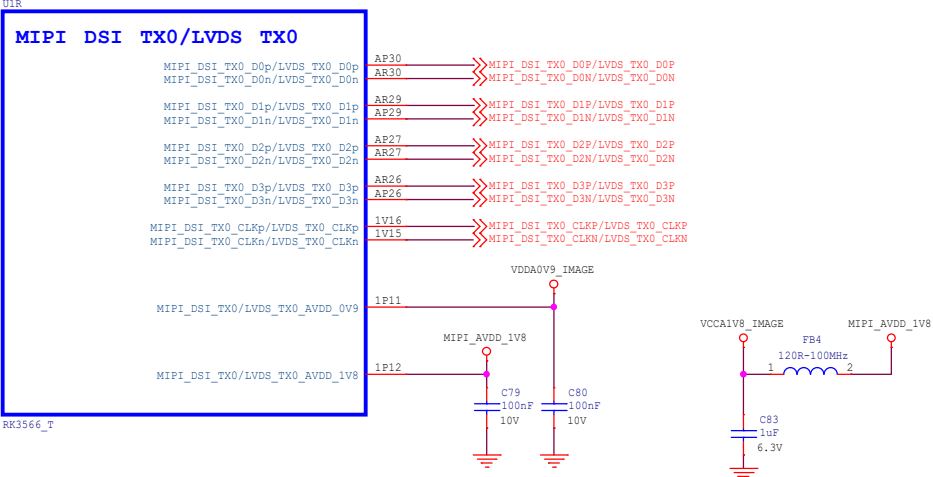 U1R
MIPI DSI TX0/LVDS TX0
MIPI_DSI_TX0_D0p/LVDS_TX0_D0p AP30 MIPI_DSI_TX0_D0P/LVDS_TX0_D0P
MIPI_DSI_TX0_D0n/LVDS_TX0_D0n AR30 MIPI_DSI_TX0_D0N/LVDS_TX0_D0N
MIPI_DSI_TX0_D1p/LVDS_TX0_D1p AR29 MIPI_DSI_TX0_D1P/LVDS_TX0_D1P
MIPI_DSI_TX0_D1n/LVDS_TX0_D1n AP29 MIPI_DSI_TX0_D1N/LVDS_TX0_D1N
MIPI_DSI_TX0_D2p/LVDS_TX0_D2p AP27 MIPI_DSI_TX0_D2P/LVDS_TX0_D2P
MIPI_DSI_TX0_D2n/LVDS_TX0_D2n AR27 MIPI_DSI_TX0_D2N/LVDS_TX0_D2N
MIPI_DSI_TX0_D3p/LVDS_TX0_D3p AR26 MIPI_DSI_TX0_D3P/LVDS_TX0_D3P
MIPI_DSI_TX0_D3n/LVDS_TX0_D3n AP26 MIPI_DSI_TX0_D3N/LVDS_TX0_D3N
MIPI_DSI_TX0_CLKp/LVDS_TX0_CLKp 1V16 MIPI_DSI_TX0_CLKP/LVDS_TX0_CLKP
MIPI_DSI_TX0_CLKn/LVDS_TX0_CLKn 1V15 MIPI_DSI_TX0_CLKN/LVDS_TX0_CLKN
VDDA0V9_IMAGE
MIPI_DSI_TX0/LVDS_TX0_AVDD_0V9 1P11
MIPI_AVDD_1V8
MIPI_DSI_TX0/LVDS_TX0_AVDD_1V8 1P12
C79
100nF
10V
C80
100nF
10V
RK3566_T
VCCA1V8_IMAGE
MIPI_AVDD_1V8
FB4
120R-100MHz
1 2
C83
1uF
6.3V